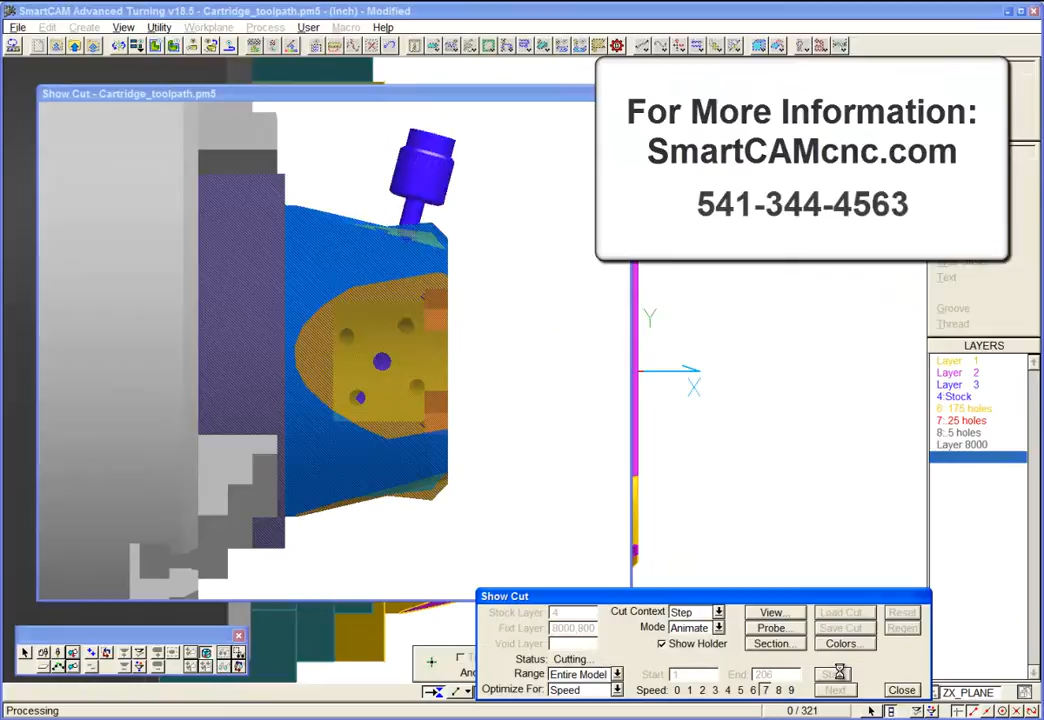 SmartCAM Advanced Turning v18.5 - Cartridge_toolpath.pm5 - (Inch) - Modified
File Edit Create View Utility Workplane Process User Macro Help
Show Cut - Cartridge_toolpath.pm5
For More Information:
SmartCAMcnc.com
541-344-4563
Y
X
Text
Groove
Thread
LAYERS
Layer 1
Layer 2
Layer 3
4:Stock
6:.175 holes
7:.25 holes
8:.5 holes
Layer 8000
Show Cut
Stock Layer: 4 Cut Context Step View... Load Cut Reset
Fixt Layer: 8000,900 Mode Animate Probe... Save Cut Regen
Void Layer: Show Holder Section... Colors...
Status: Cutting...
Range Entire Model Start 1 End 206
Optimize For: Speed Speed: 0 1 2 3 4 5 6 7 8 9 Next Close
ZX_PLANE
Processing 0 / 321